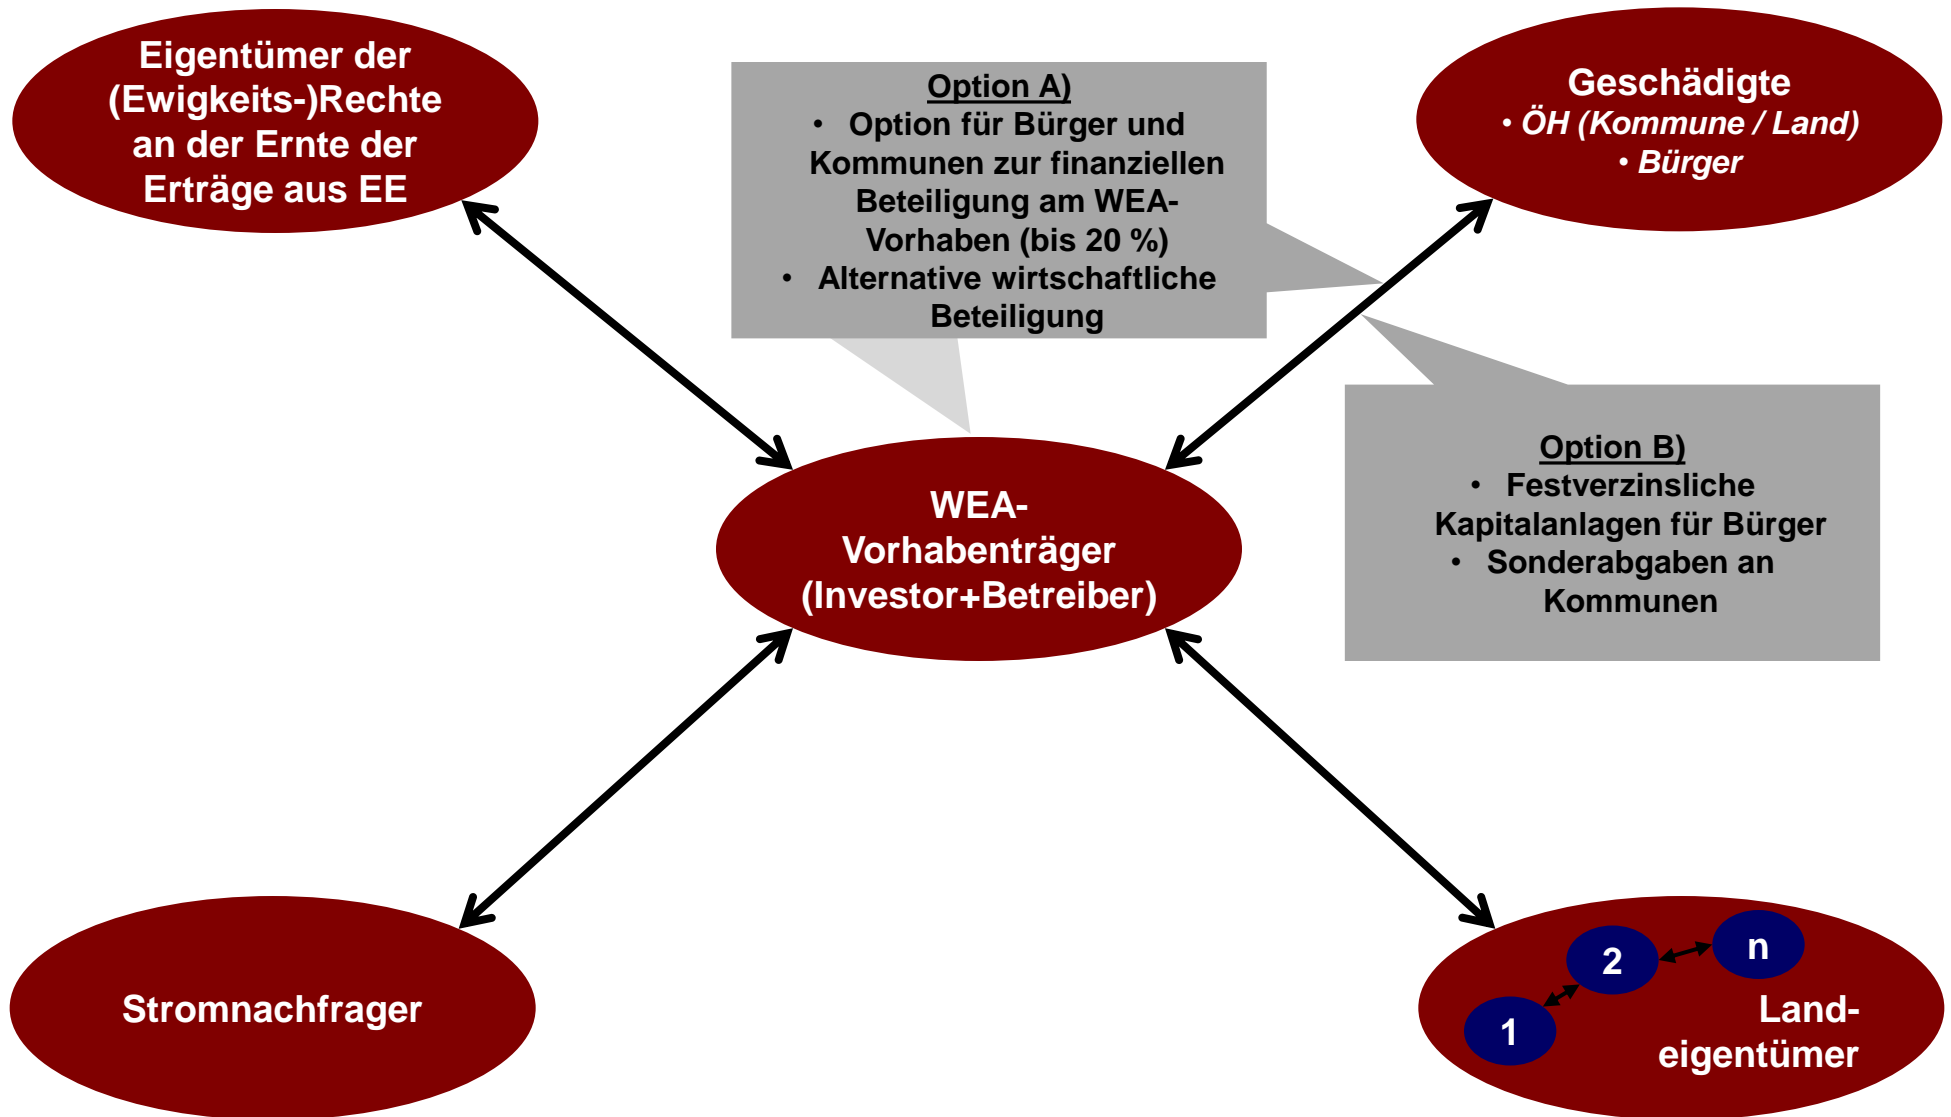 Eigentümer der
(Ewigkeits-)Rechte
an der Ernte der
Erträge aus EE
Option A)
• Option für Bürger und
Kommunen zur finanziellen
Beteiligung am WEA-
Vorhaben (bis 20 %)
• Alternative wirtschaftliche
Beteiligung
Geschädigte
• ÖH (Kommune / Land)
• Bürger
Option B)
• Festverzinsliche
Kapitalanlagen für Bürger
• Sonderabgaben an
Kommunen
WEA-
Vorhabenträger
(Investor+Betreiber)
Stromnachfrager
1
2
n
Land-
eigentümer